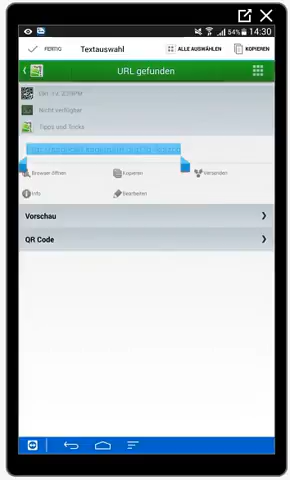 54% 14:30
FERTIG Textauswahl ALLE AUSWÄHLEN KOPIEREN
URL gefunden
Nicht verfügbar
Tipps und Tricks
Browser öffnen Kopieren Versenden
Info Bearbeiten
Vorschau
QR Code